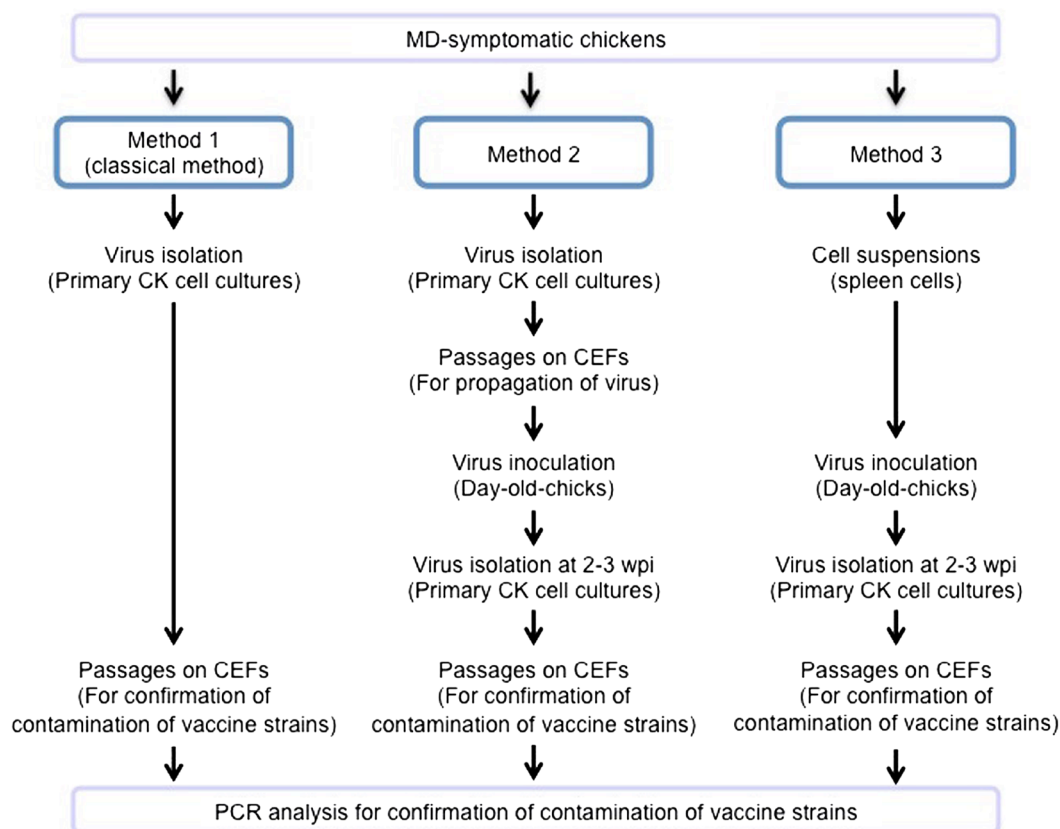 MD-symptomatic chickens
Method 1
(classical method)
Virus isolation
(Primary CK cell cultures)
Passages on CEFs
(For confirmation of
contamination of vaccine strains)
Method 2
Virus isolation
(Primary CK cell cultures)
Passages on CEFs
(For propagation of virus)
Virus inoculation
(Day-old-chicks)
Virus isolation at 2-3 wpi
(Primary CK cell cultures)
Passages on CEFs
(For confirmation of
contamination of vaccine strains)
Method 3
Cell suspensions
(spleen cells)
Virus inoculation
(Day-old-chicks)
Virus isolation at 2-3 wpi
(Primary CK cell cultures)
Passages on CEFs
(For confirmation of
contamination of vaccine strains)
PCR analysis for confirmation of contamination of vaccine strains